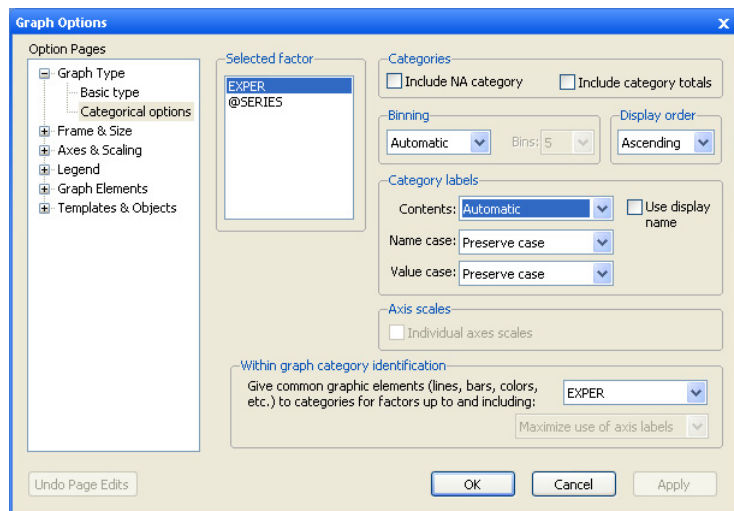 Graph Options
Option Pages
Graph Type
Basic type
Categorical options
Frame & Size
Axes & Scaling
Legend
Graph Elements
Templates & Objects
Selected factor
EXPER
@SERIES
Categories
Include NA category
Include category totals
Binning
Automatic
Bins: 5
Display order
Ascending
Category labels
Contents: Automatic
Use display
name
Name case: Preserve case
Value case: Preserve case
Axis scales
Individual axes scales
Within graph category identification
Give common graphic elements (lines, bars, colors,
etc.) to categories for factors up to and including:
EXPER
Maximize use of axis labels
Undo Page Edits
OK
Cancel
Apply